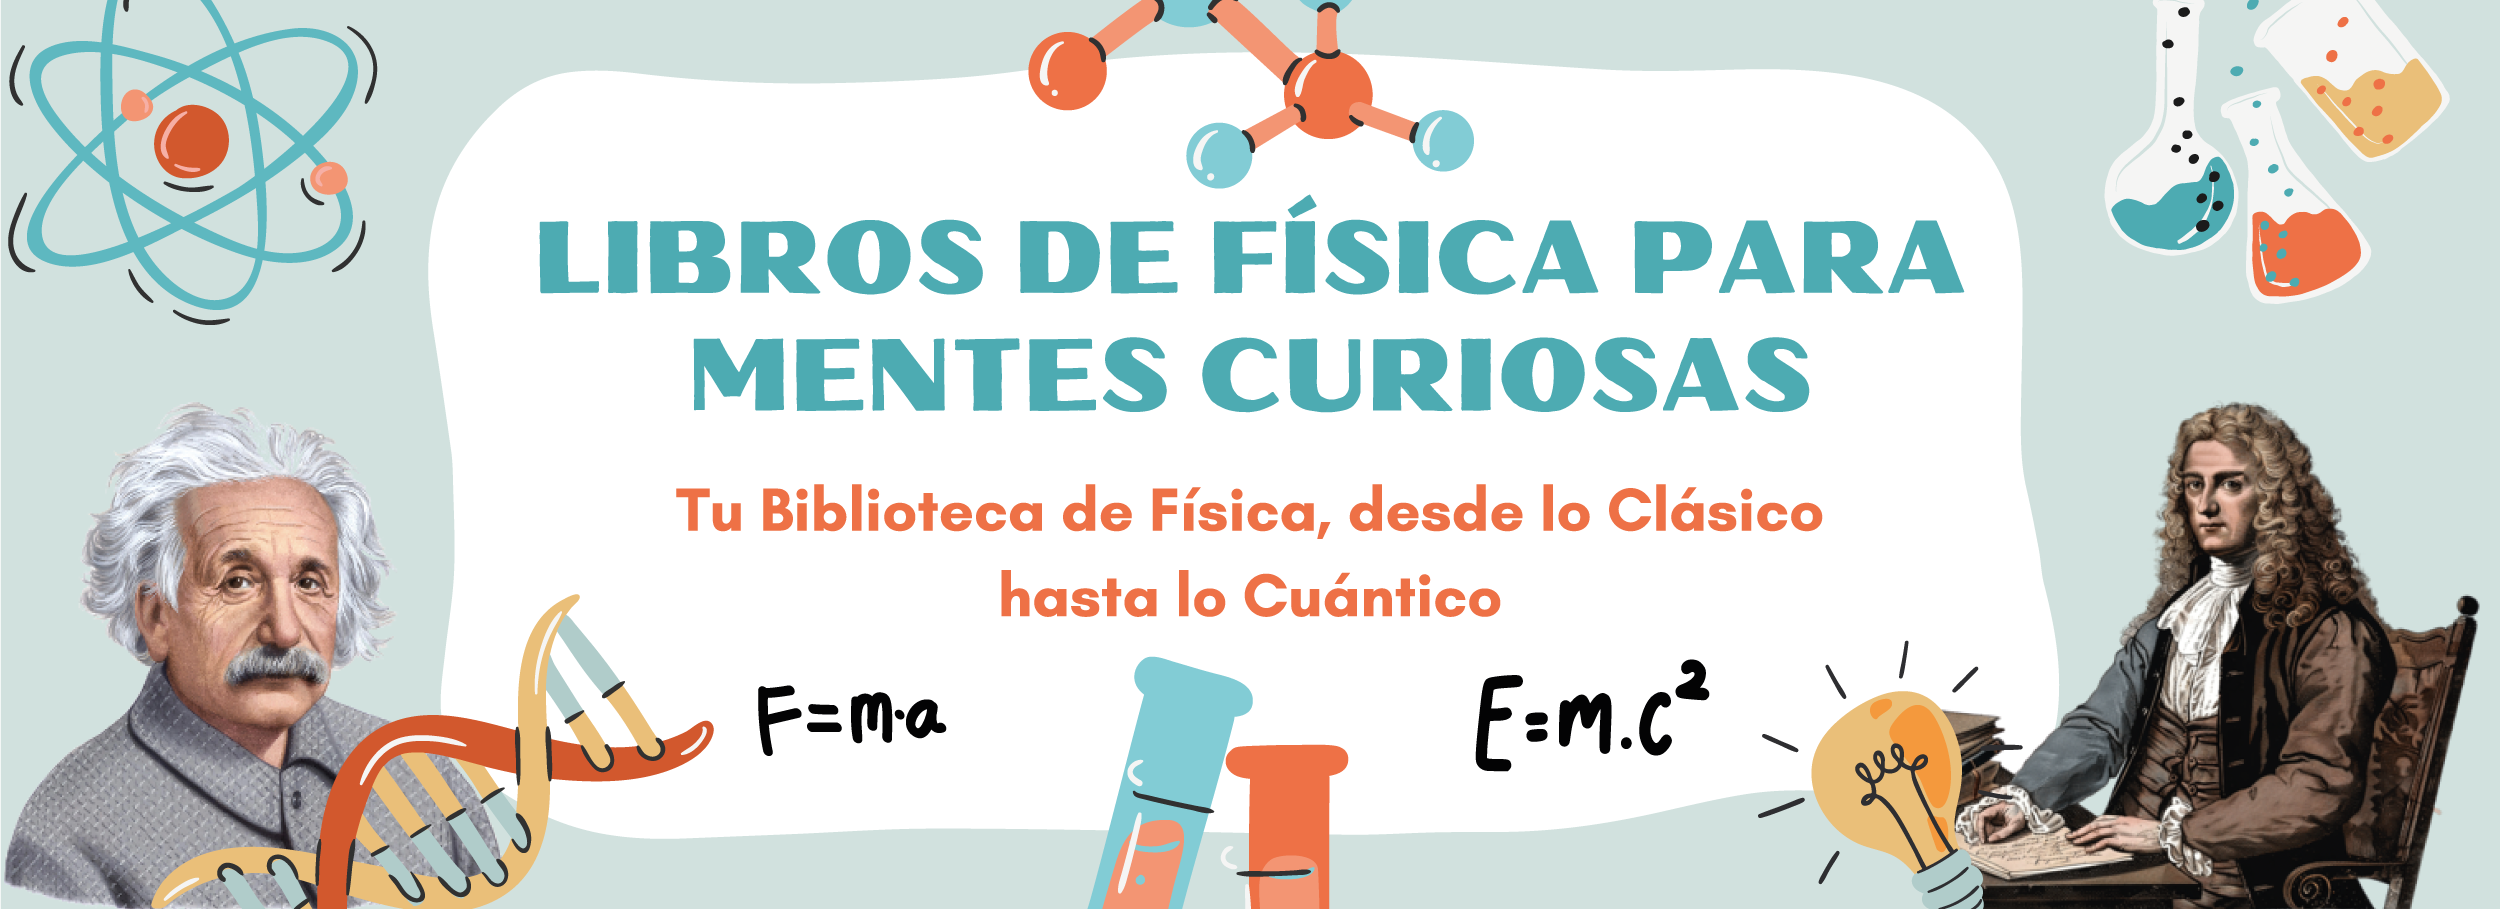 LIBROS DE FÍSICA PARA
MENTES CURIOSAS
Tu Biblioteca de Física, desde lo Clásico
hasta lo Cuántico
F=m·a
E=m.c²